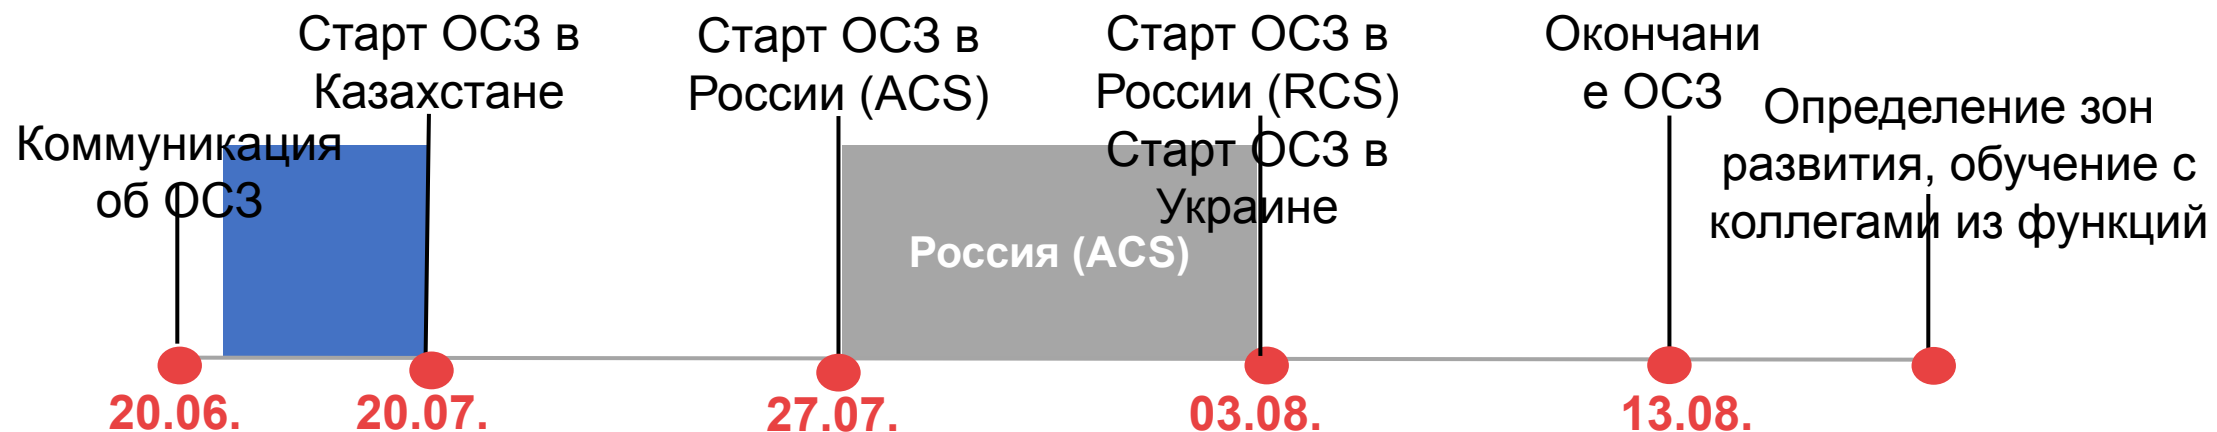 Коммуникация
об ОСЗ
Старт ОСЗ в
Казахстане
Старт ОСЗ в
России (ACS)
Старт ОСЗ в
России (RCS)
Старт ОСЗ в
Украине
Окончани
е ОСЗ
Определение зон
развития, обучение с
коллегами из функций
Россия (ACS)
20.06.
20.07.
27.07.
03.08.
13.08.